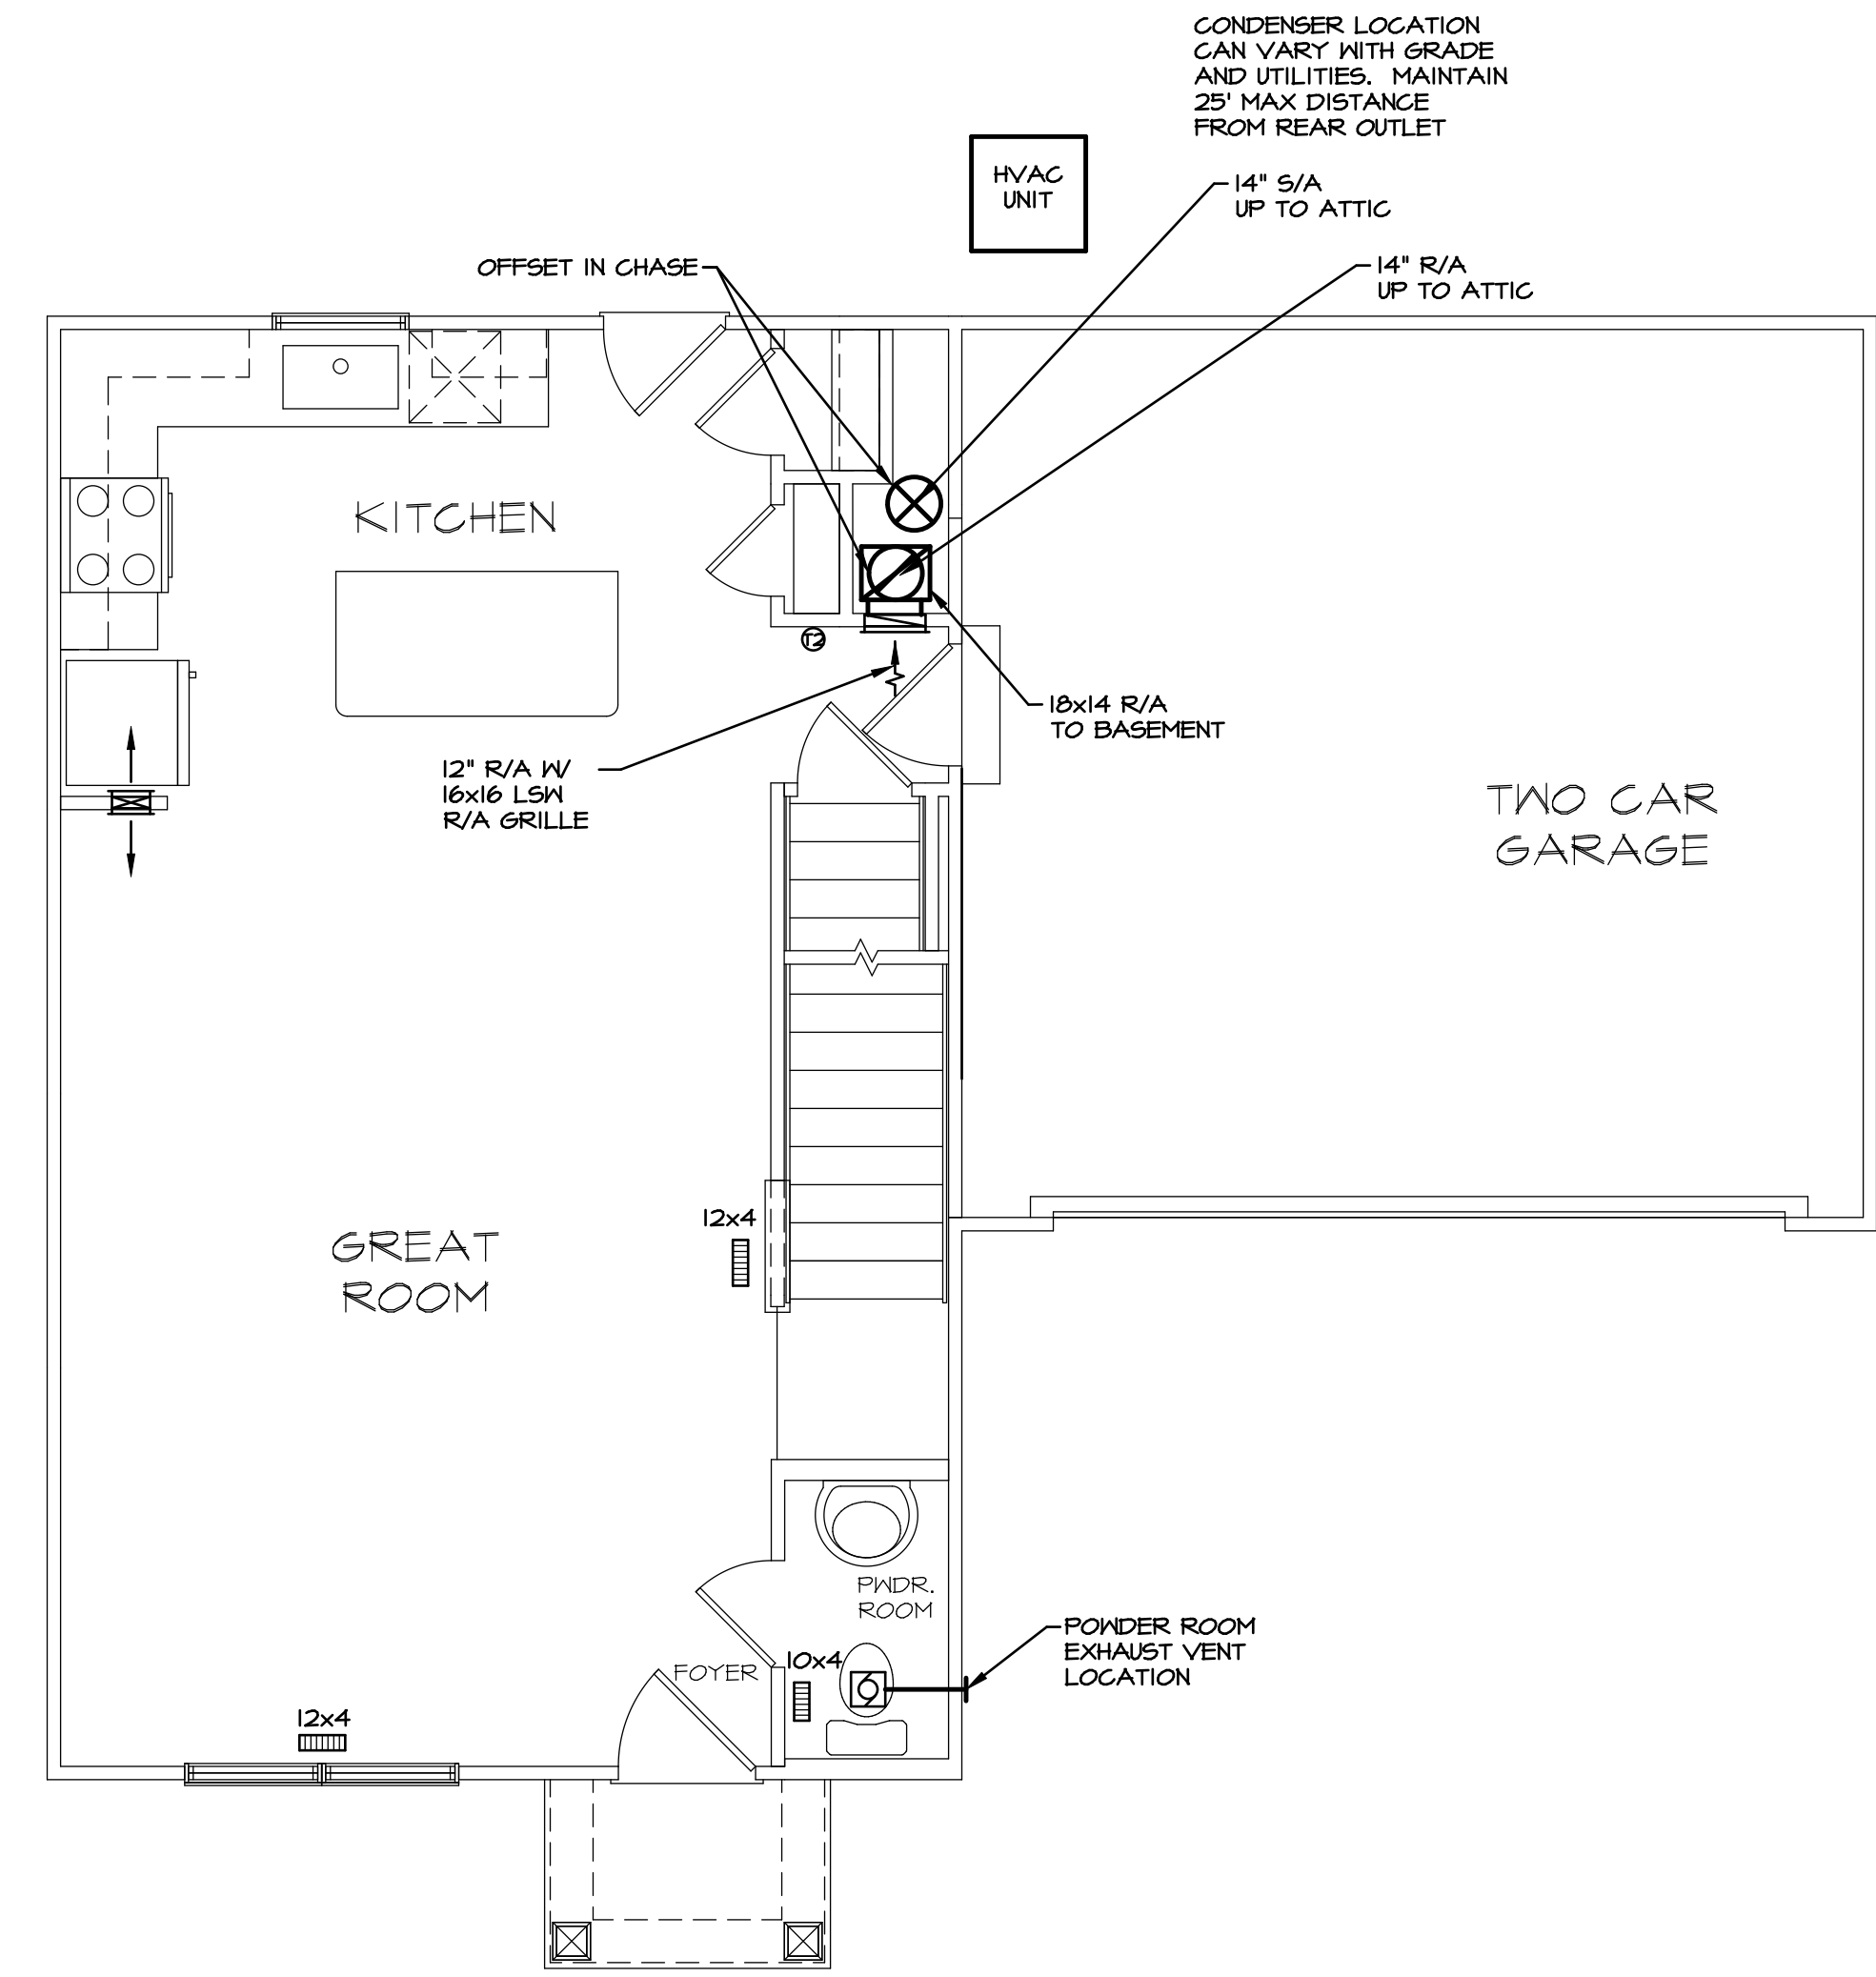 CONDENSER LOCATION
CAN VARY WITH GRADE
AND UTILITIES. MAINTAIN
25' MAX DISTANCE
FROM REAR OUTLET
HVAC
UNIT
14" S/A
UP TO ATTIC
OFFSET IN CHASE
14" R/A
UP TO ATTIC
KITCHEN
T2
18x14 R/A
TO BASEMENT
12" R/A W/
16x16 LSW
R/A GRILLE
TWO CAR
GARAGE
12x4
GREAT
ROOM
PWDR.
ROOM
POWDER ROOM
EXHAUST VENT
LOCATION
10x4
FOYER
12x4